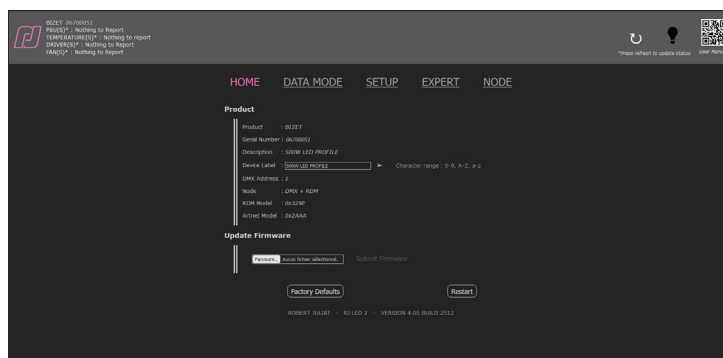 BIZET 06700051
PSU(S)* : Nothing to Report
TEMPERATURE(S)* : Nothing to report
DRIVER(S)* : Nothing to Report
FAN(S)* : Nothing to Report
*Press refresh to update status
User Manu
HOME DATA MODE SETUP EXPERT NODE
Product
Product : BIZET
Serial Number : 06700051
Description : 500W LED PROFILE
Device Label : 500W LED PROFILE ➤ Character range : 0-9, A-Z, a-z
DMX Address : 1
Node : DMX + RDM
RDM Model : 0x329E
Artnet Model : 0x2AAA
Update Firmware
Parcourir... Aucun fichier sélectionné. Submit Firmware
Factory Defaults Restart
ROBERT JULIAT - RJ LED 2 - VERSION 4.05 BUILD 2512